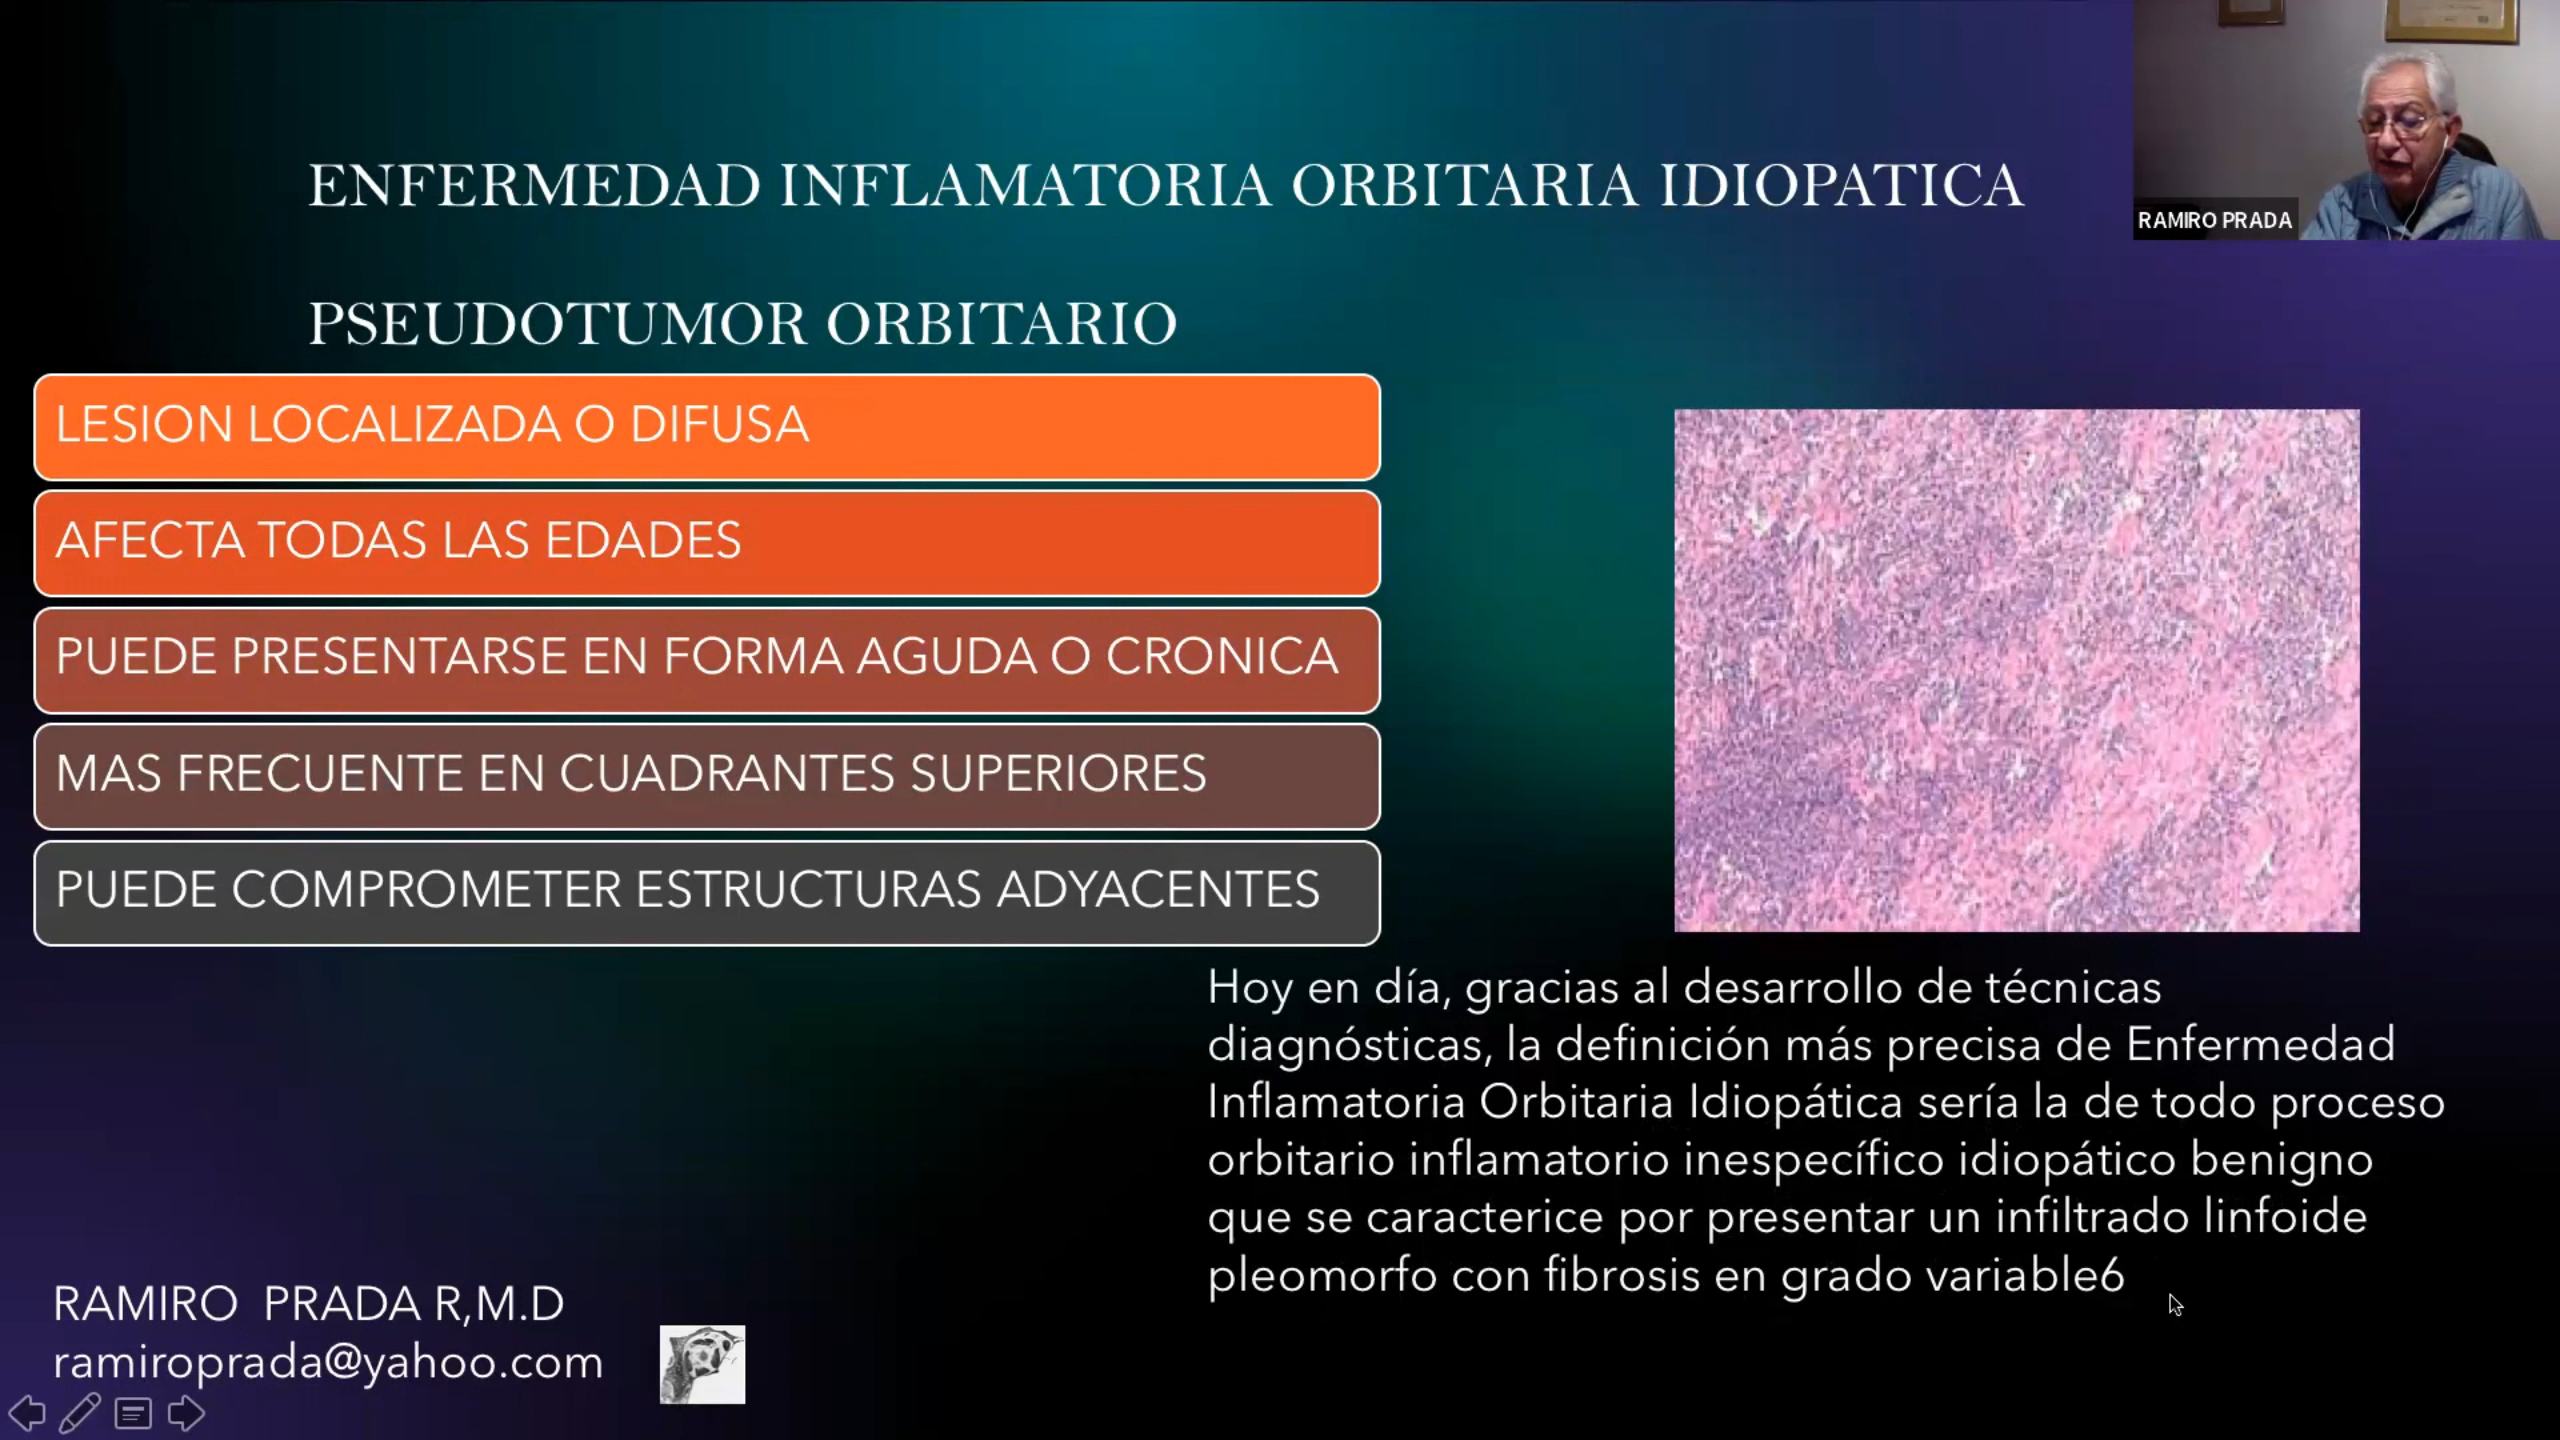 ENFERMEDAD INFLAMATORIA ORBITARIA IDIOPATICA
RAMIRO PRADA
PSEUDOTUMOR ORBITARIO
LESION LOCALIZADA O DIFUSA
AFECTA TODAS LAS EDADES
PUEDE PRESENTARSE EN FORMA AGUDA O CRONICA
MAS FRECUENTE EN CUADRANTES SUPERIORES
PUEDE COMPROMETER ESTRUCTURAS ADYACENTES
Hoy en día, gracias al desarrollo de técnicas
diagnósticas, la definición más precisa de Enfermedad
Inflamatoria Orbitaria Idiopática sería la de todo proceso
orbitario inflamatorio inespecífico idiopático benigno
que se caracterice por presentar un infiltrado linfoide
pleomorfo con fibrosis en grado variable6
RAMIRO PRADA R,M.D
ramiroprada@yahoo.com